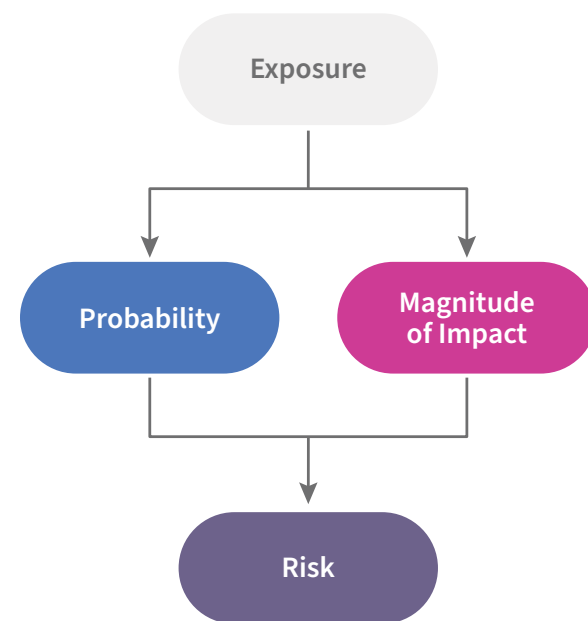 Exposure
Probability
Magnitude
of Impact
Risk